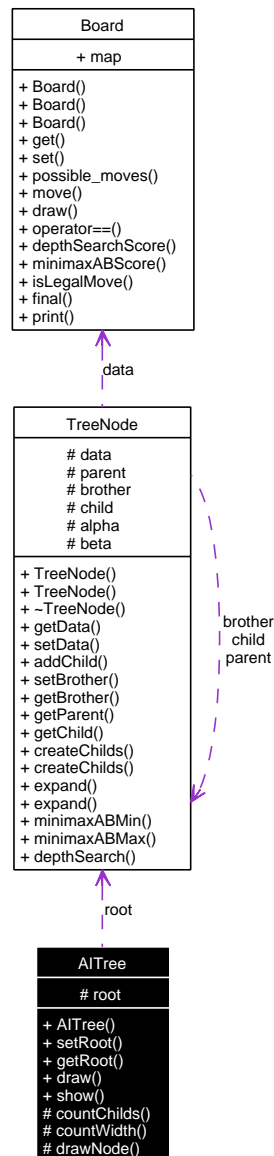 Board
+ map
+ Board()
+ Board()
+ Board()
+ get()
+ set()
+ possible_moves()
+ move()
+ draw()
+ operator==()
+ depthSearchScore()
+ minimaxABScore()
+ isLegalMove()
+ final()
+ print()
data
TreeNode
# data
# parent
# brother
# child
# alpha
# beta
+ TreeNode()
+ TreeNode()
+ ~TreeNode()
+ getData()
+ setData()
+ addChild()
+ setBrother()
+ getBrother()
+ getParent()
+ getChild()
+ createChilds()
+ createChilds()
+ expand()
+ expand()
+ minimaxABMin()
+ minimaxABMax()
+ depthSearch()
brother
child
parent
root
AITree
# root
+ AITree()
+ setRoot()
+ getRoot()
+ draw()
+ show()
# countChilds()
# countWidth()
# drawNode()